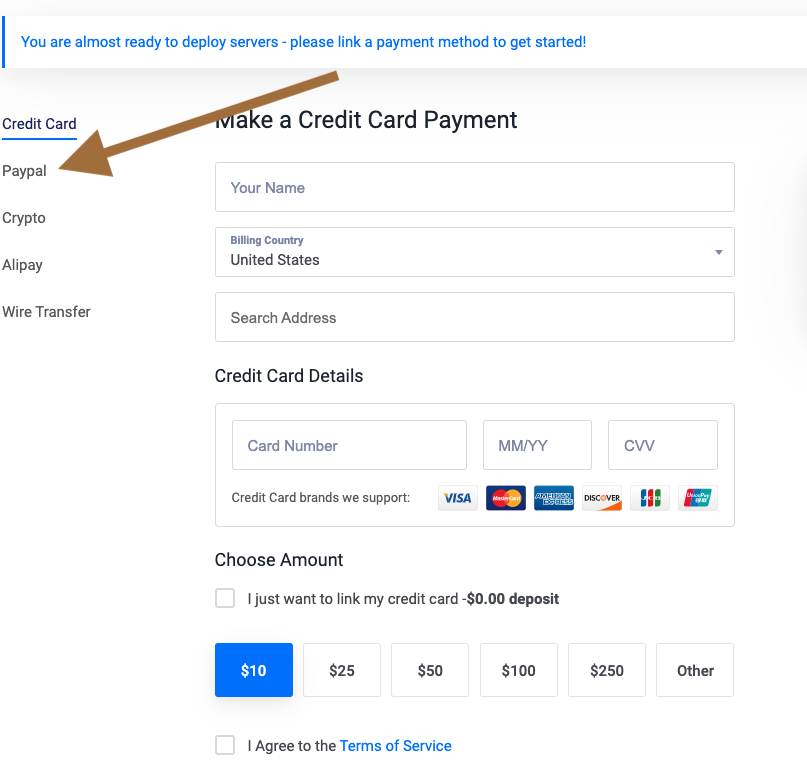 You are almost ready to deploy servers - please link a payment method to get started!
Credit Card
Paypal
Crypto
Alipay
Wire Transfer
Make a Credit Card Payment
Your Name
Billing Country
United States
Search Address
Credit Card Details
Card Number MM/YY CVV
Credit Card brands we support: VISA MasterCard AMERICAN EXPRESS DISCOVER JCB UnionPay 银联
Choose Amount
I just want to link my credit card -$0.00 deposit
$10 $25 $50 $100 $250 Other
I Agree to the Terms of Service